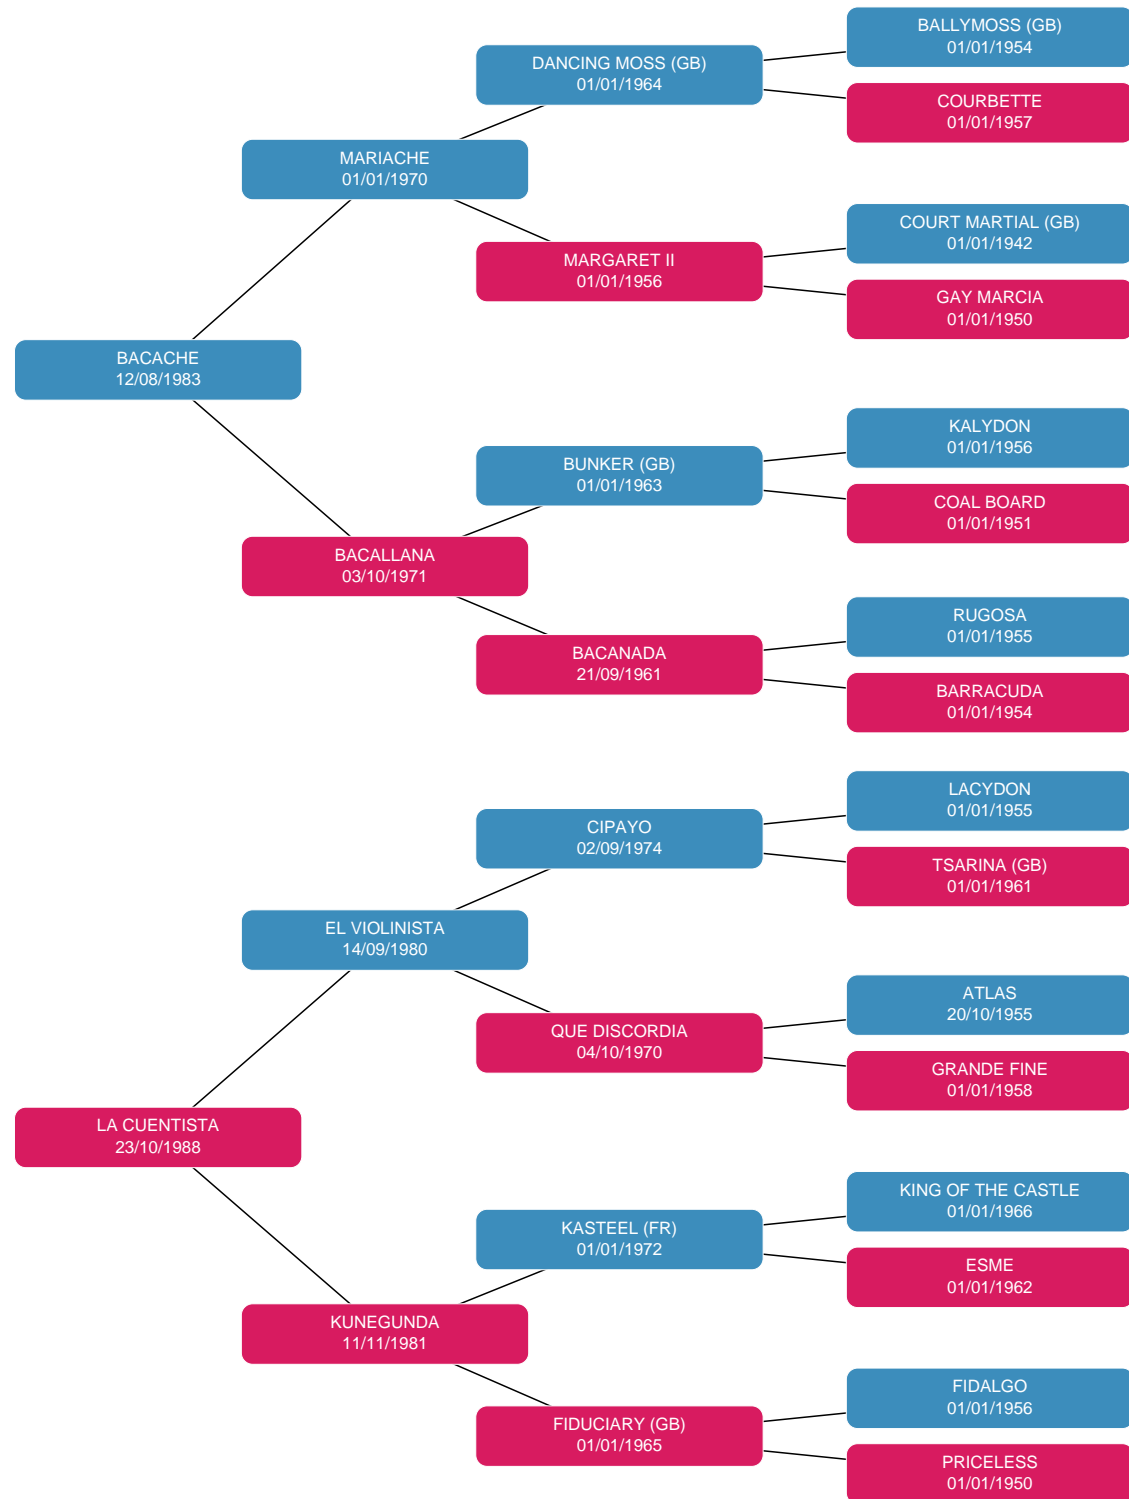 BALLYMOSS (GB)
01/01/1954
DANCING MOSS (GB)
01/01/1964
COURBETTE
01/01/1957
MARIACHE
01/01/1970
COURT MARTIAL (GB)
01/01/1942
MARGARET II
01/01/1956
GAY MARCIA
01/01/1950
BACACHE
12/08/1983
KALYDON
01/01/1956
BUNKER (GB)
01/01/1963
COAL BOARD
01/01/1951
BACALLANA
03/10/1971
RUGOSA
01/01/1955
BACANADA
21/09/1961
BARRACUDA
01/01/1954
LACYDON
01/01/1955
CIPAYO
02/09/1974
TSARINA (GB)
01/01/1961
EL VIOLINISTA
14/09/1980
ATLAS
20/10/1955
QUE DISCORDIA
04/10/1970
GRANDE FINE
01/01/1958
LA CUENTISTA
23/10/1988
KING OF THE CASTLE
01/01/1966
KASTEEL (FR)
01/01/1972
ESME
01/01/1962
KUNEGUNDA
11/11/1981
FIDALGO
01/01/1956
FIDUCIARY (GB)
01/01/1965
PRICELESS
01/01/1950